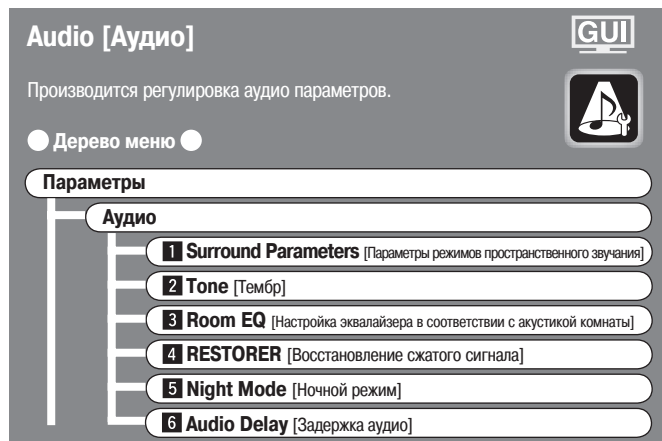 Audio [Аудио]
GUI
Производится регулировка аудио параметров.
Дерево меню
Параметры
Аудио
1 Surround Parameters [Параметры режимов пространственного звучания]
2 Tone [Тембр]
3 Room EQ [Настройка эквалайзера в соответствии с акустикой комнаты]
4 RESTORER [Восстановление сжатого сигнала]
5 Night Mode [Ночной режим]
6 Audio Delay [Задержка аудио]